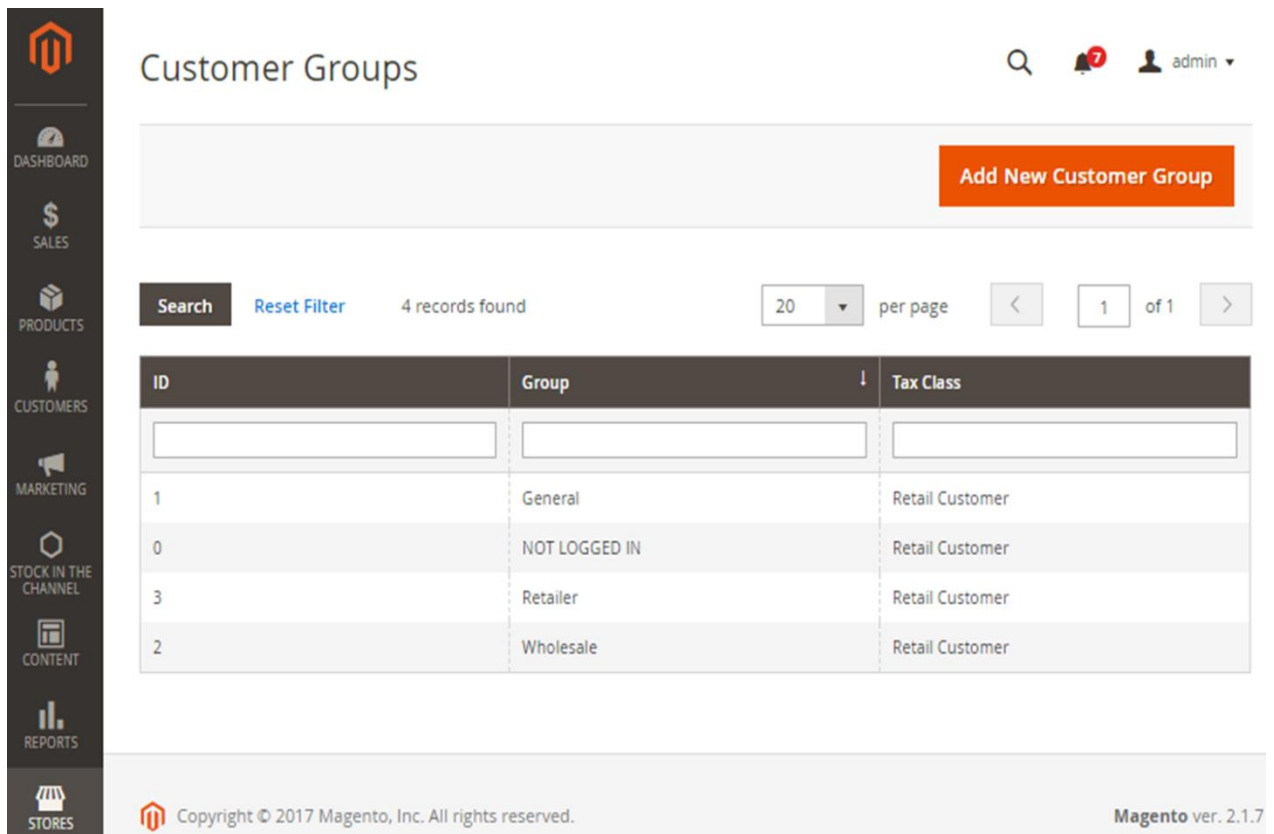 Customer Groups
7
admin
DASHBOARD
Add New Customer Group
$
SALES
Search Reset Filter 4 records found 20 per page 1 of 1
PRODUCTS
ID Group Tax Class
CUSTOMERS
MARKETING
1 General Retail Customer
0 NOT LOGGED IN Retail Customer
STOCK IN THE
CHANNEL
3 Retailer Retail Customer
2 Wholesale Retail Customer
CONTENT
REPORTS
STORES
Copyright © 2017 Magento, Inc. All rights reserved. Magento ver. 2.1.7